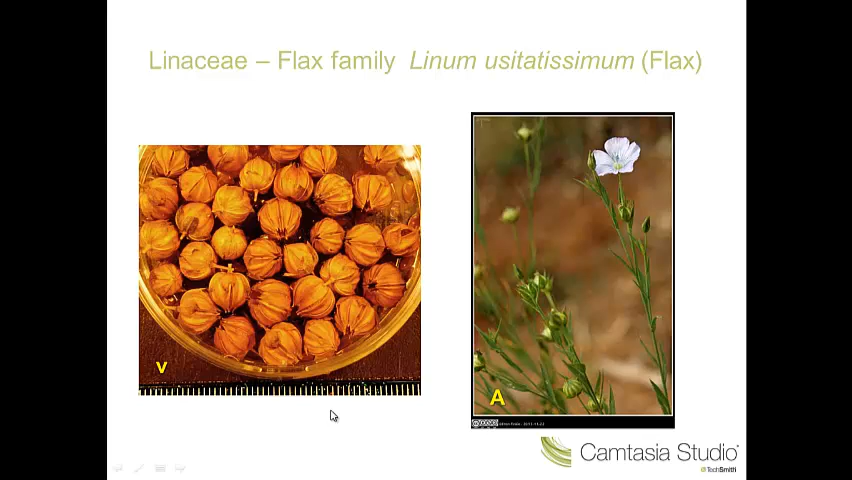 Linaceae – Flax family Linum usitatissimum (Flax)
V
A
Camtasia Studio
TechSmith